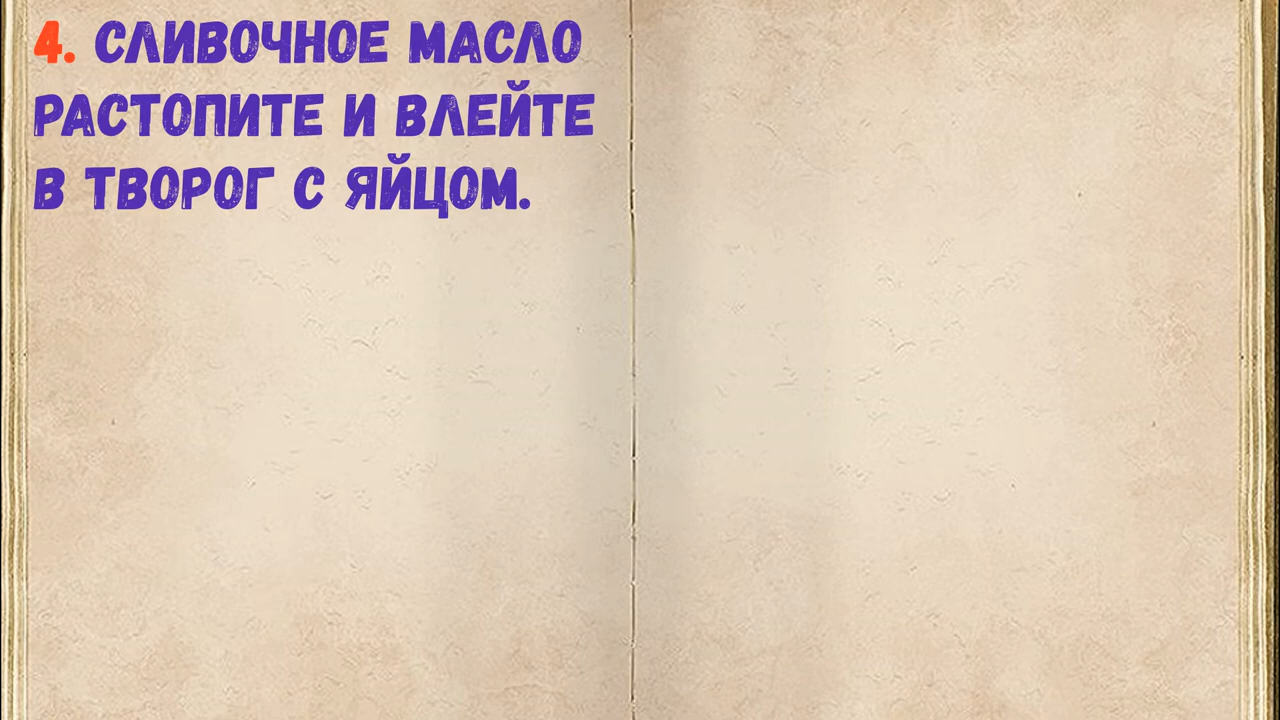 4. СЛИВОЧНОЕ МАСЛО
РАСТОПИТЕ И ВЛЕЙТЕ
В ТВОРОГ С ЯЙЦОМ.